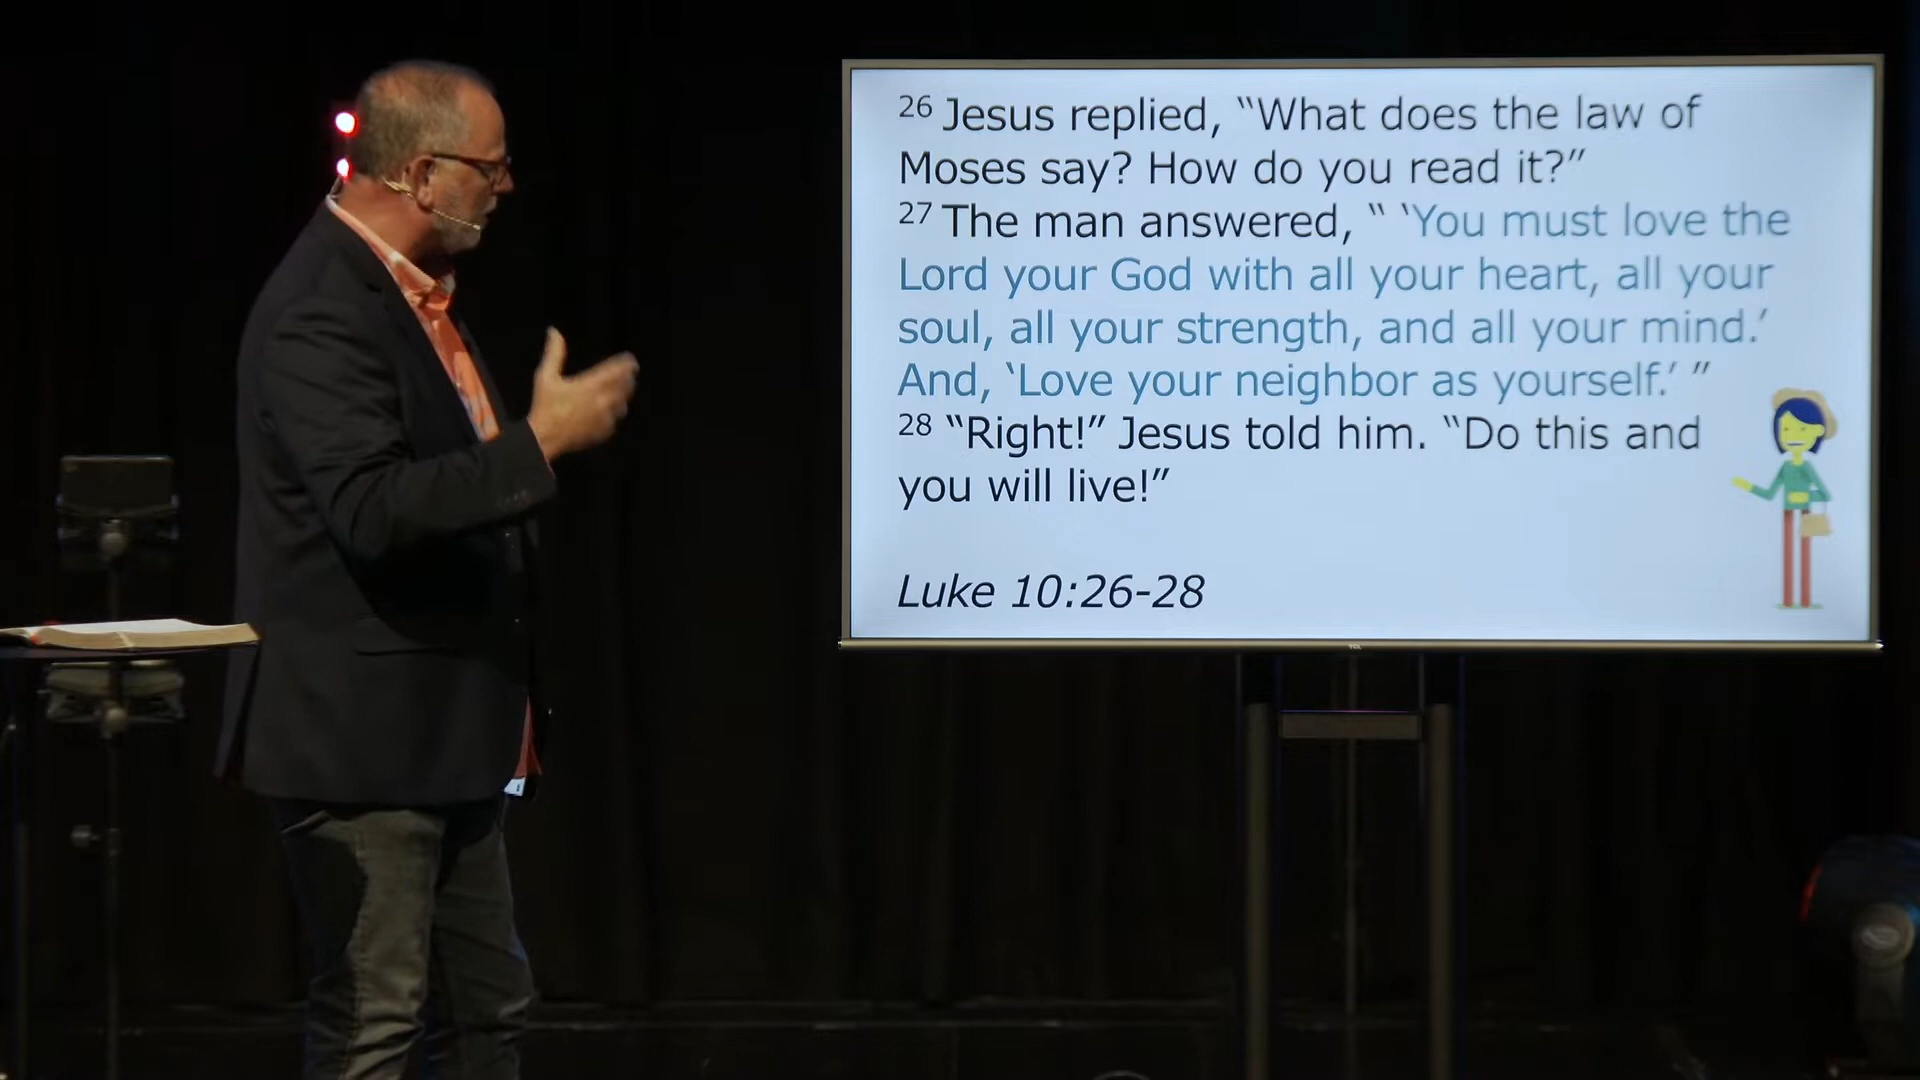 26 Jesus replied, “What does the law of
Moses say? How do you read it?”
27 The man answered, “ ‘You must love the
Lord your God with all your heart, all your
soul, all your strength, and all your mind.’
And, ‘Love your neighbor as yourself.’ ”
28 “Right!” Jesus told him. “Do this and
you will live!”
Luke 10:26-28
TCL